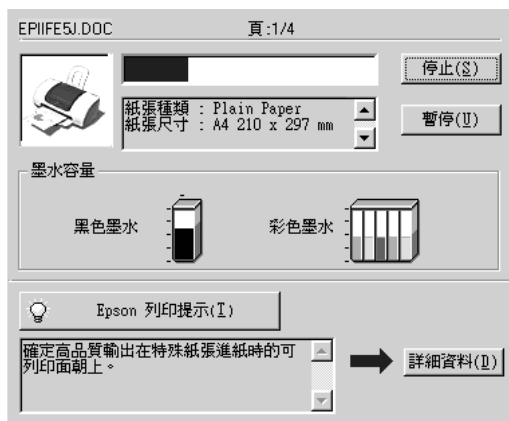 EPIIFE5J.DOC 頁:1/4
停止(S)
紙張種類 : Plain Paper
紙張尺寸 : A4 210 x 297 mm
暫停(U)
墨水容量
黑色墨水 彩色墨水
Epson 列印提示(I)
確定高品質輸出在特殊紙張進紙時的可
列印面朝上。
詳細資料(D)